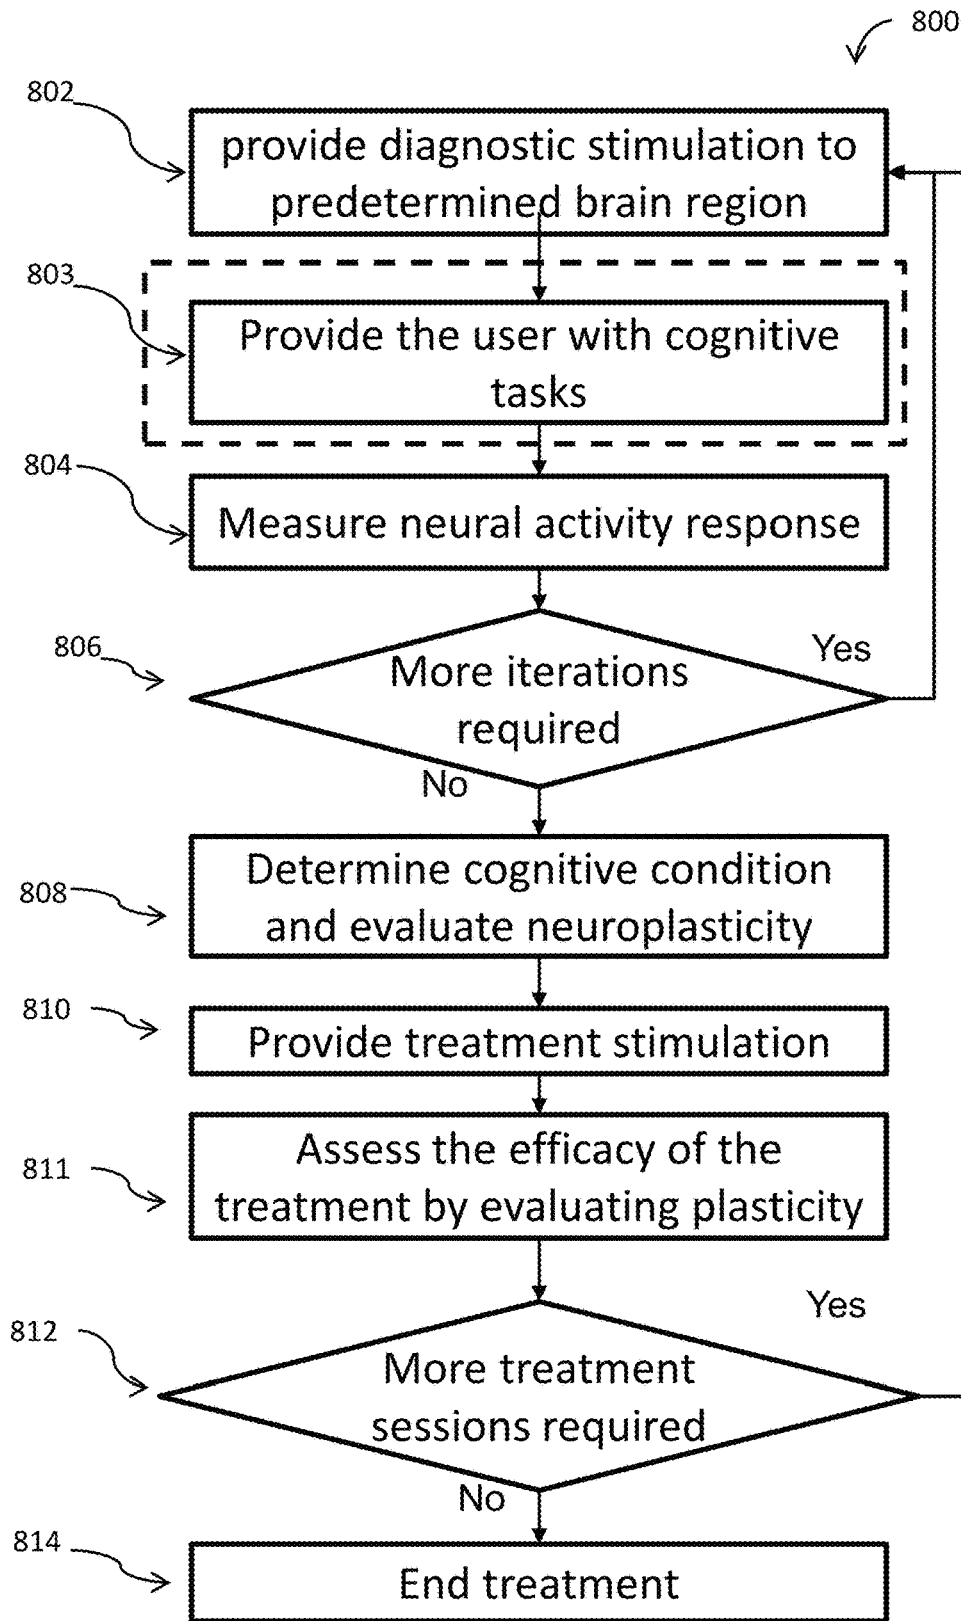 800
802
provide diagnostic stimulation to
predetermined brain region
803
Provide the user with cognitive
tasks
804
Measure neural activity response
806
Yes
More iterations
required
No
808
Determine cognitive condition
and evaluate neuroplasticity
810
Provide treatment stimulation
811
Assess the efficacy of the
treatment by evaluating plasticity
Yes
812
More treatment
sessions required
No
814
End treatment